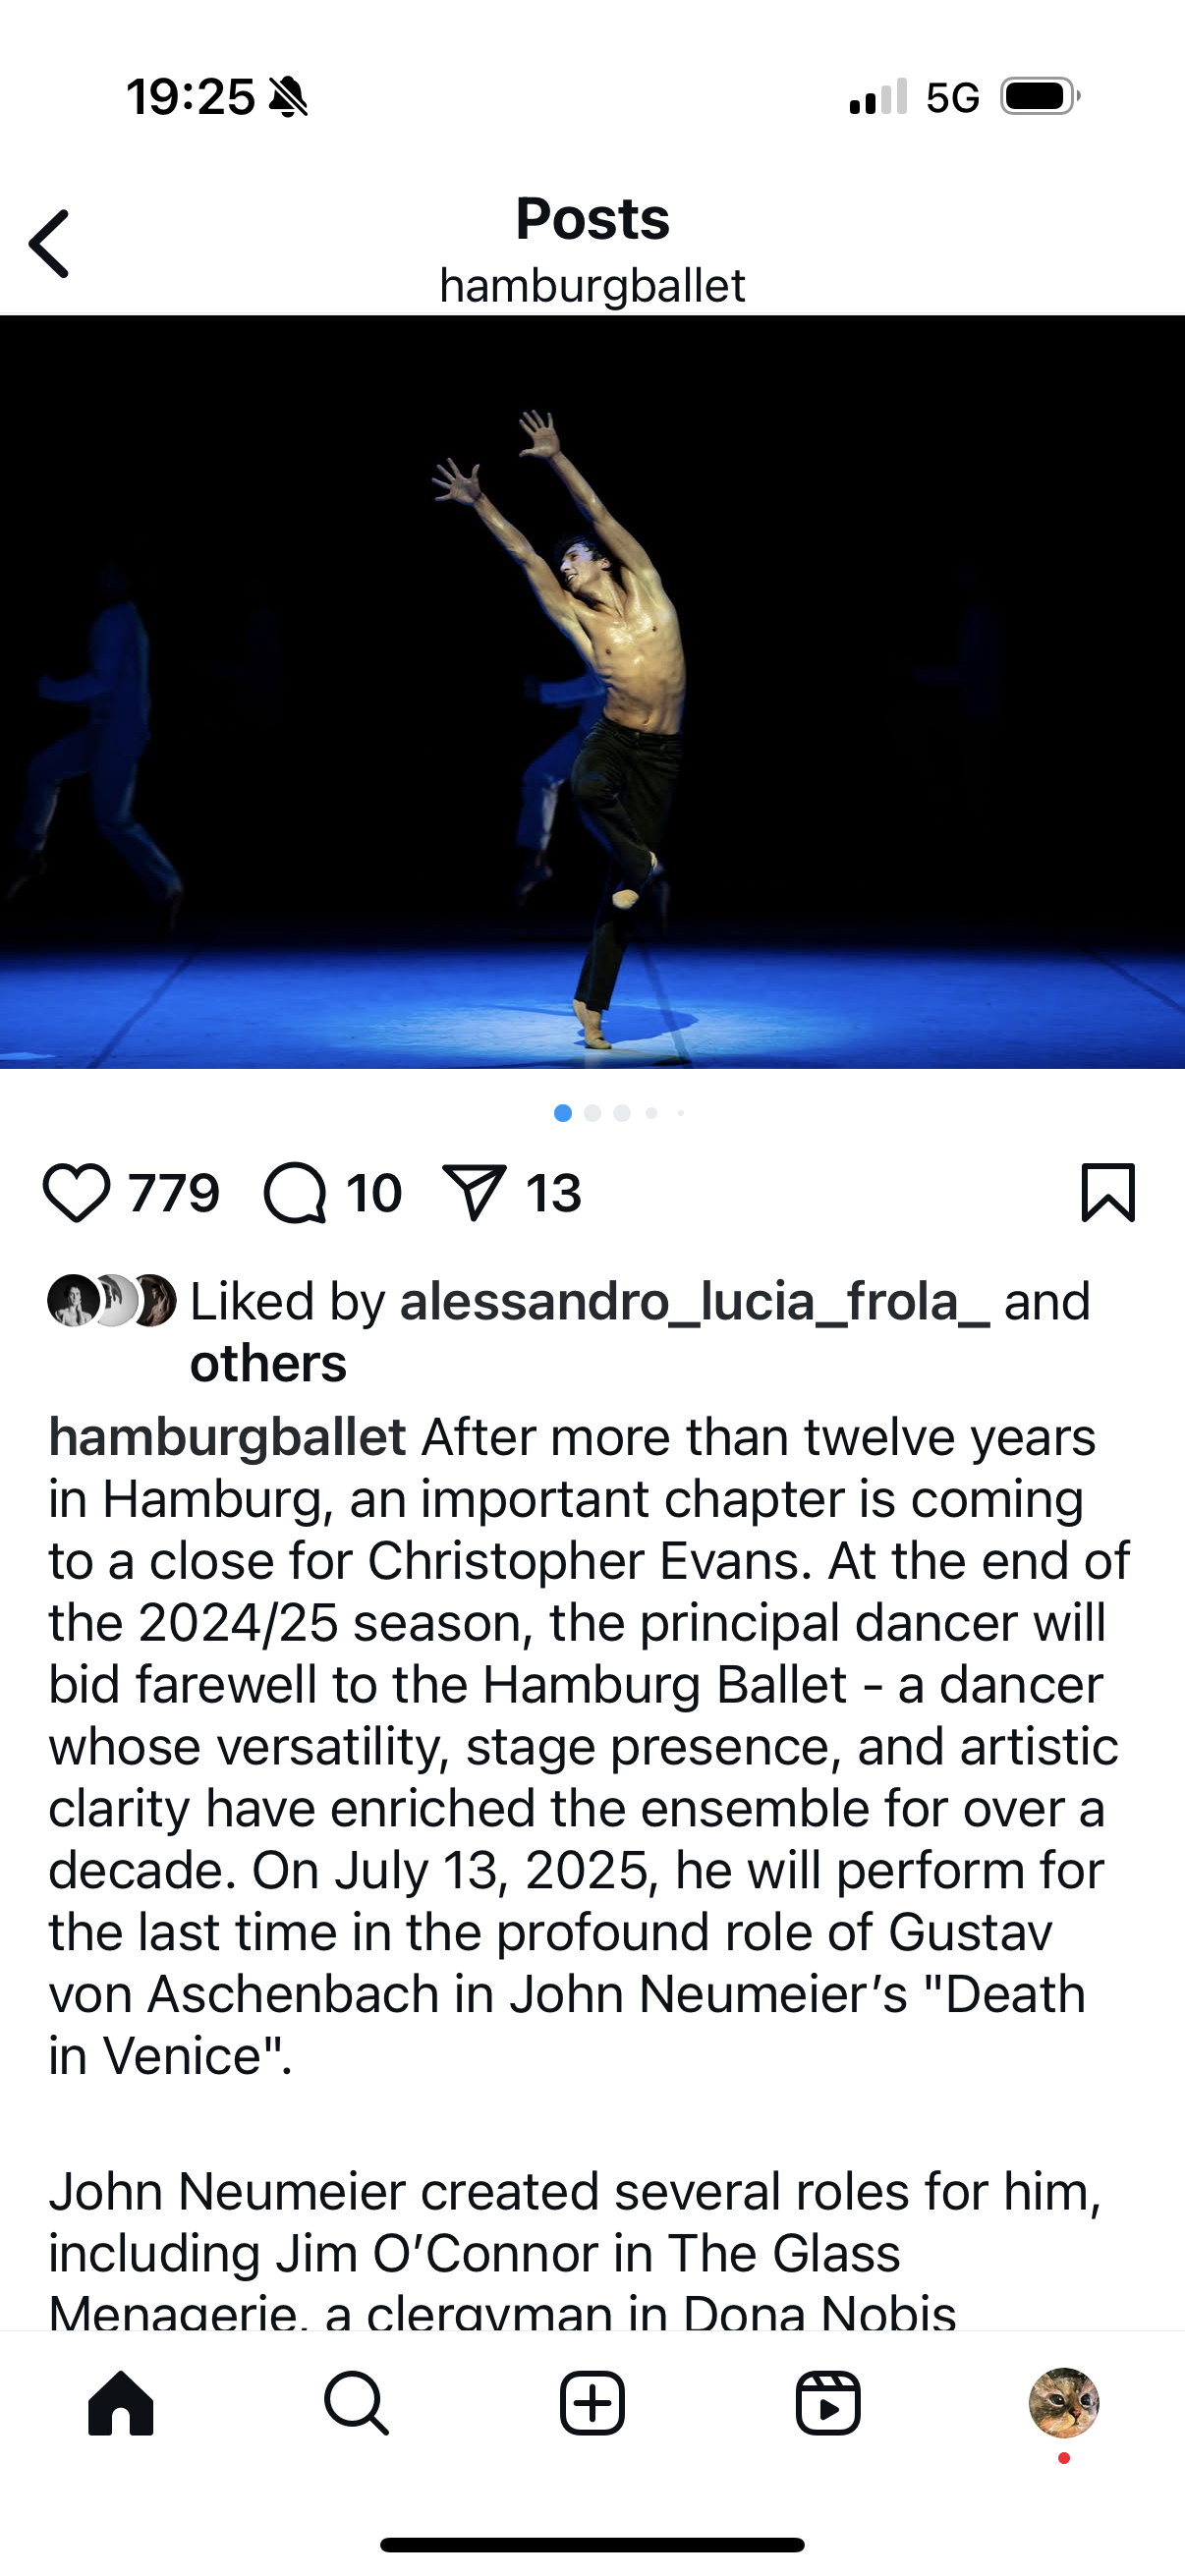 19:25
5G
Posts
hamburgballet
779 10 13
Liked by alessandro_lucia_frola_ and
others
hamburgballet After more than twelve years
in Hamburg, an important chapter is coming
to a close for Christopher Evans. At the end of
the 2024/25 season, the principal dancer will
bid farewell to the Hamburg Ballet - a dancer
whose versatility, stage presence, and artistic
clarity have enriched the ensemble for over a
decade. On July 13, 2025, he will perform for
the last time in the profound role of Gustav
von Aschenbach in John Neumeier’s "Death
in Venice".
John Neumeier created several roles for him,
including Jim O’Connor in The Glass
Menagerie, a clergyman in Dona Nobis